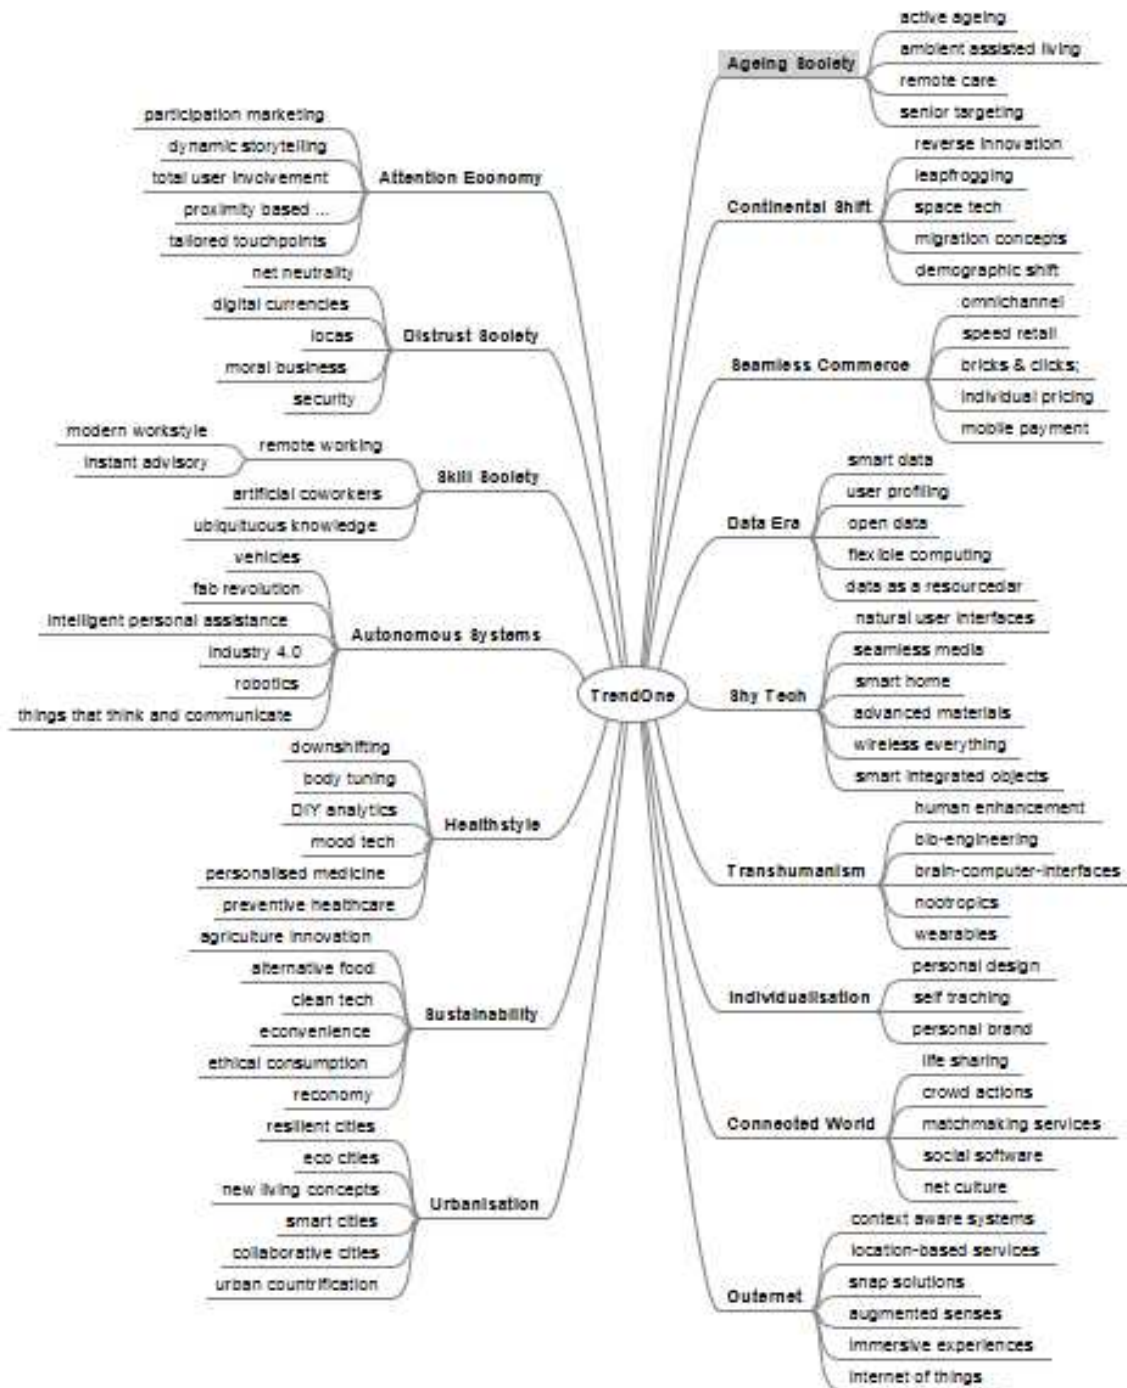 participation marketing
dynamic storytelling
total user involvement
proximity based ...
tailored touchpoints
Attention Economy
net neutrality
digital currencies
locas
moral business
security
Distrust Society
modern workstyle
instant advisory
remote working
artificial coworkers
ubiquituous knowledge
Skill Society
vehicles
fab revolution
intelligent personal assistance
industry 4.0
robotics
things that think and communicate
Autonomous Systems
downshifting
body tuning
DIY analytics
mood tech
personalised medicine
preventive healthcare
Healthstyle
agriculture innovation
alternative food
clean tech
econvenience
ethical consumption
reconomy
Sustainability
resilient cities
eco cities
new living concepts
smart cities
collaborative cities
urban countrification
Urbanisation
TrendOne
Ageing Society
active ageing
ambient assisted living
remote care
senior targeting
Continental Shift
reverse innovation
leapfrogging
space tech
migration concepts
demographic shift
Seamless Commerce
omnichannel
speed retail
bricks & clicks;
individual pricing
mobile payment
Data Era
smart data
user profiling
open data
flexible computing
data as a resourcedar
Shy Tech
natural user interfaces
seamless media
smart home
advanced materials
wireless everything
smart integrated objects
Transhumanism
human enhancement
bio-engineering
brain-computer-interfaces
nootropics
wearables
Individualisation
personal design
self traching
personal brand
Connected World
life sharing
crowd actions
matchmaking services
social software
net culture
Outernet
context aware systems
location-based services
snap solutions
augmented senses
immersive experiences
internet of things